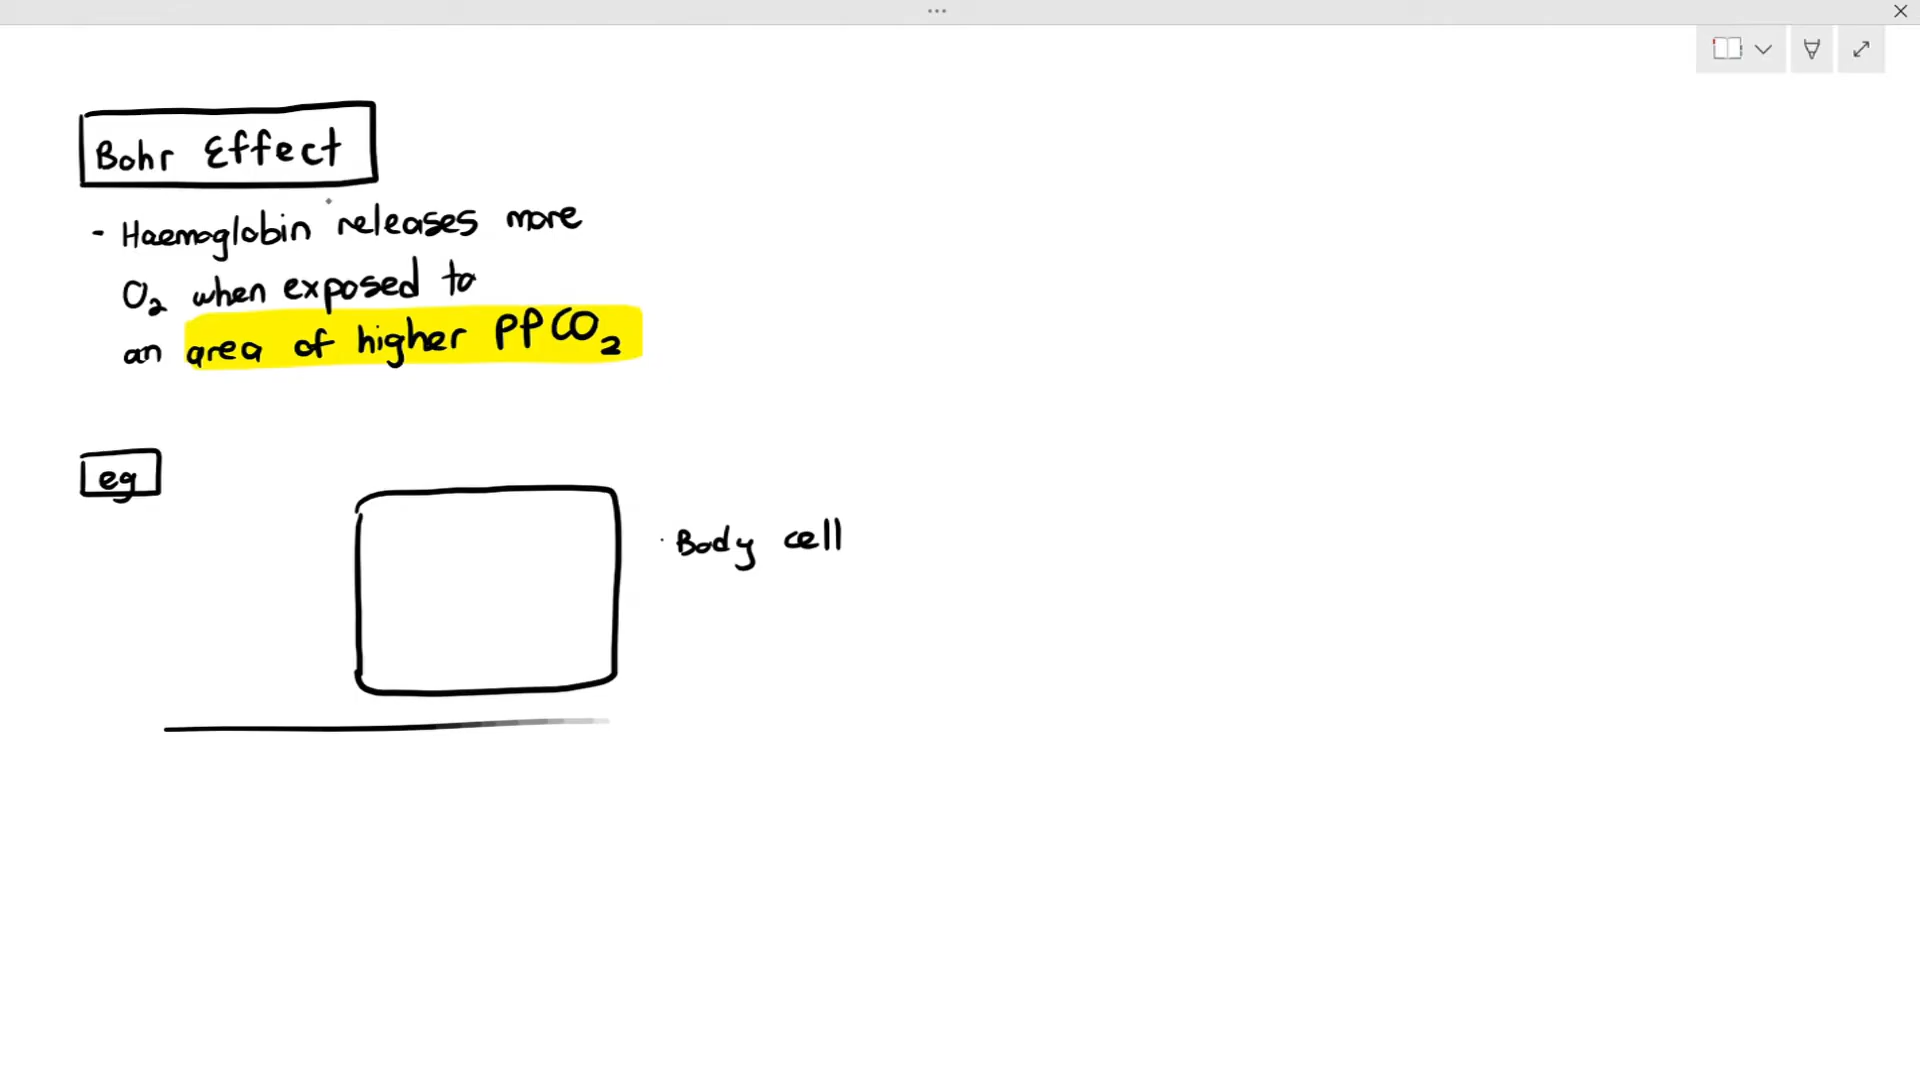 Bohr Effect
- Haemoglobin releases more
O₂ when exposed to
an area of higher PPCO₂
eg
· Body cell